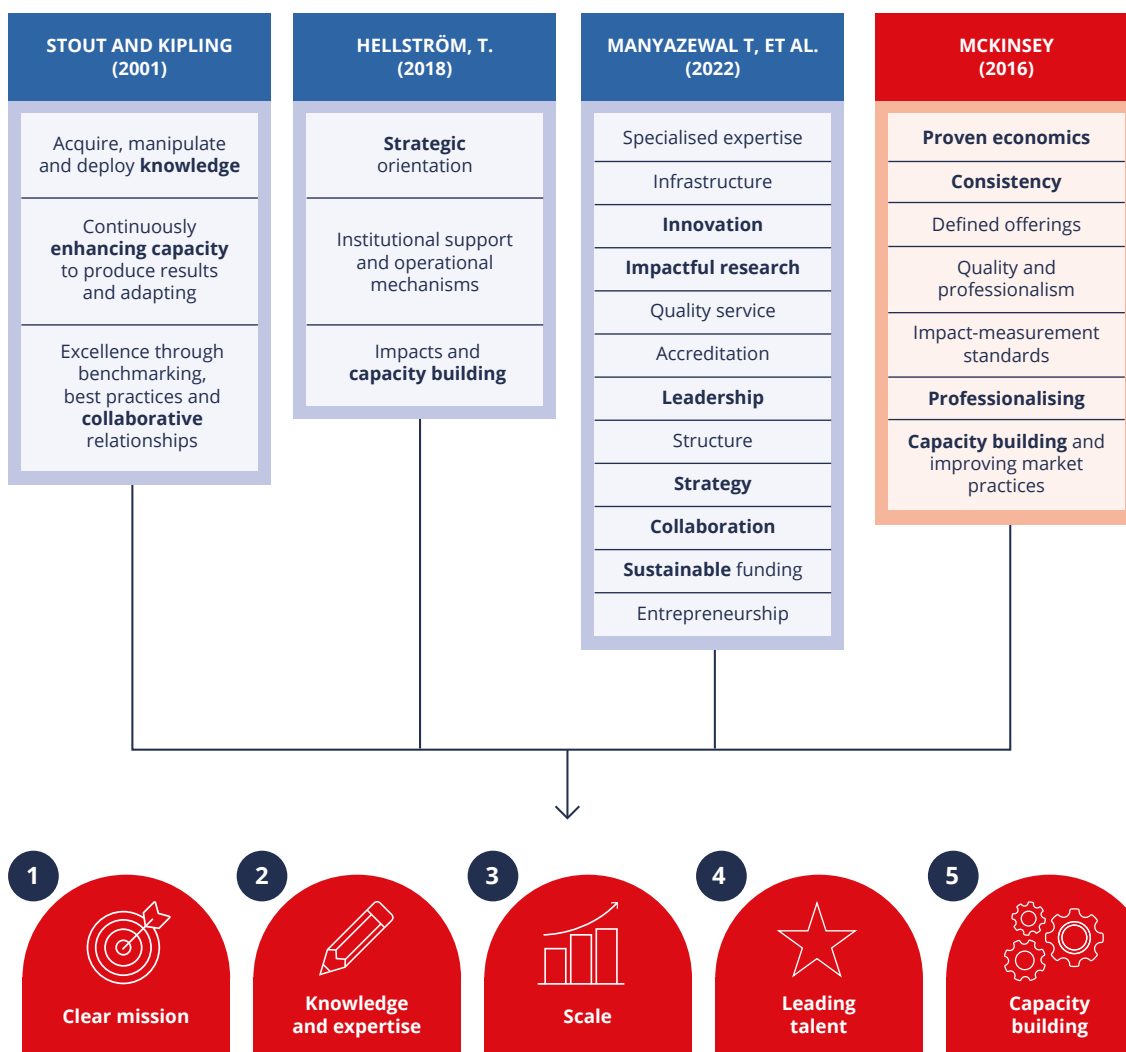 STOUT AND KIPLING
(2001)
Acquire, manipulate
and deploy knowledge
Continuously
enhancing capacity
to produce results
and adapting
Excellence through
benchmarking,
best practices and
collaborative
relationships
HELLSTRÖM, T.
(2018)
Strategic
orientation
Institutional support
and operational
mechanisms
Impacts and
capacity building
MANYAZEWAL T, ET AL.
(2022)
Specialised expertise
Infrastructure
Innovation
Impactful research
Quality service
Accreditation
Leadership
Structure
Strategy
Collaboration
Sustainable funding
Entrepreneurship
MCKINSEY
(2016)
Proven economics
Consistency
Defined offerings
Quality and
professionalism
Impact-measurement
standards
Professionalising
Capacity building and
improving market
practices
1
Clear mission
2
Knowledge
and expertise
3
Scale
4
Leading
talent
5
Capacity
building